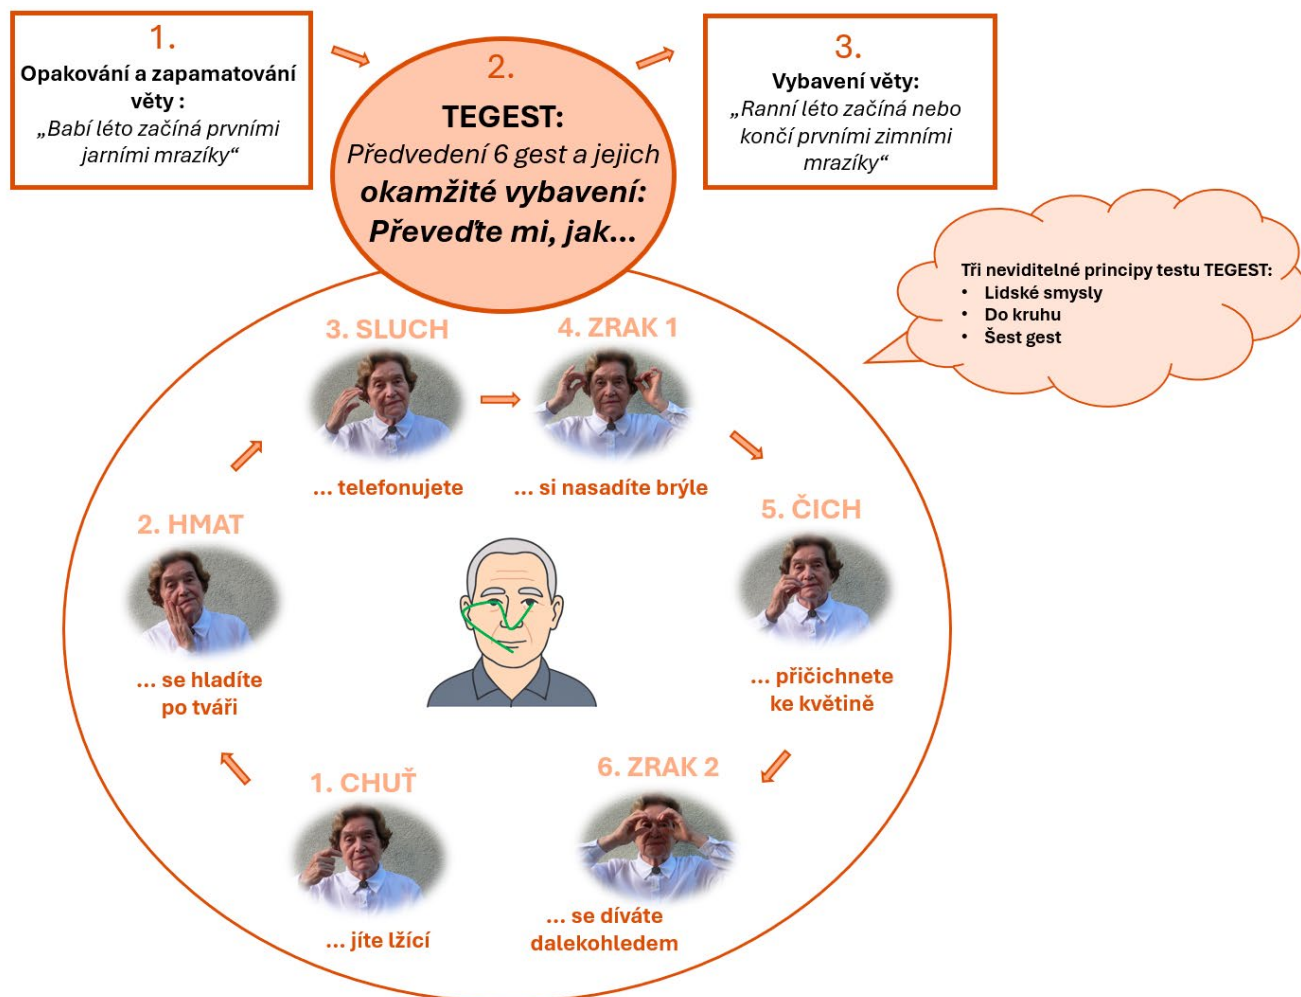 1.
Opakování a zapamatování
věty :
„Babí léto začíná prvními
jarními mrazíky“
2.
TEGEST:
Předvedení 6 gest a jejich
okamžité vybavení:
Převeďte mi, jak...
3.
Vybavení věty:
„Ranní léto začíná nebo
končí prvními zimními
mrazíky“
Tři neviditelné principy testu TEGEST:
• Lidské smysly
• Do kruhu
• Šest gest
3. SLUCH
... telefonujete
4. ZRAK 1
... si nasadíte brýle
2. HMAT
... se hladíte
po tváři
5. ČICH
... přičichnete
ke květině
1. CHUŤ
... jíte lžící
6. ZRAK 2
... se díváte
dalekohledem